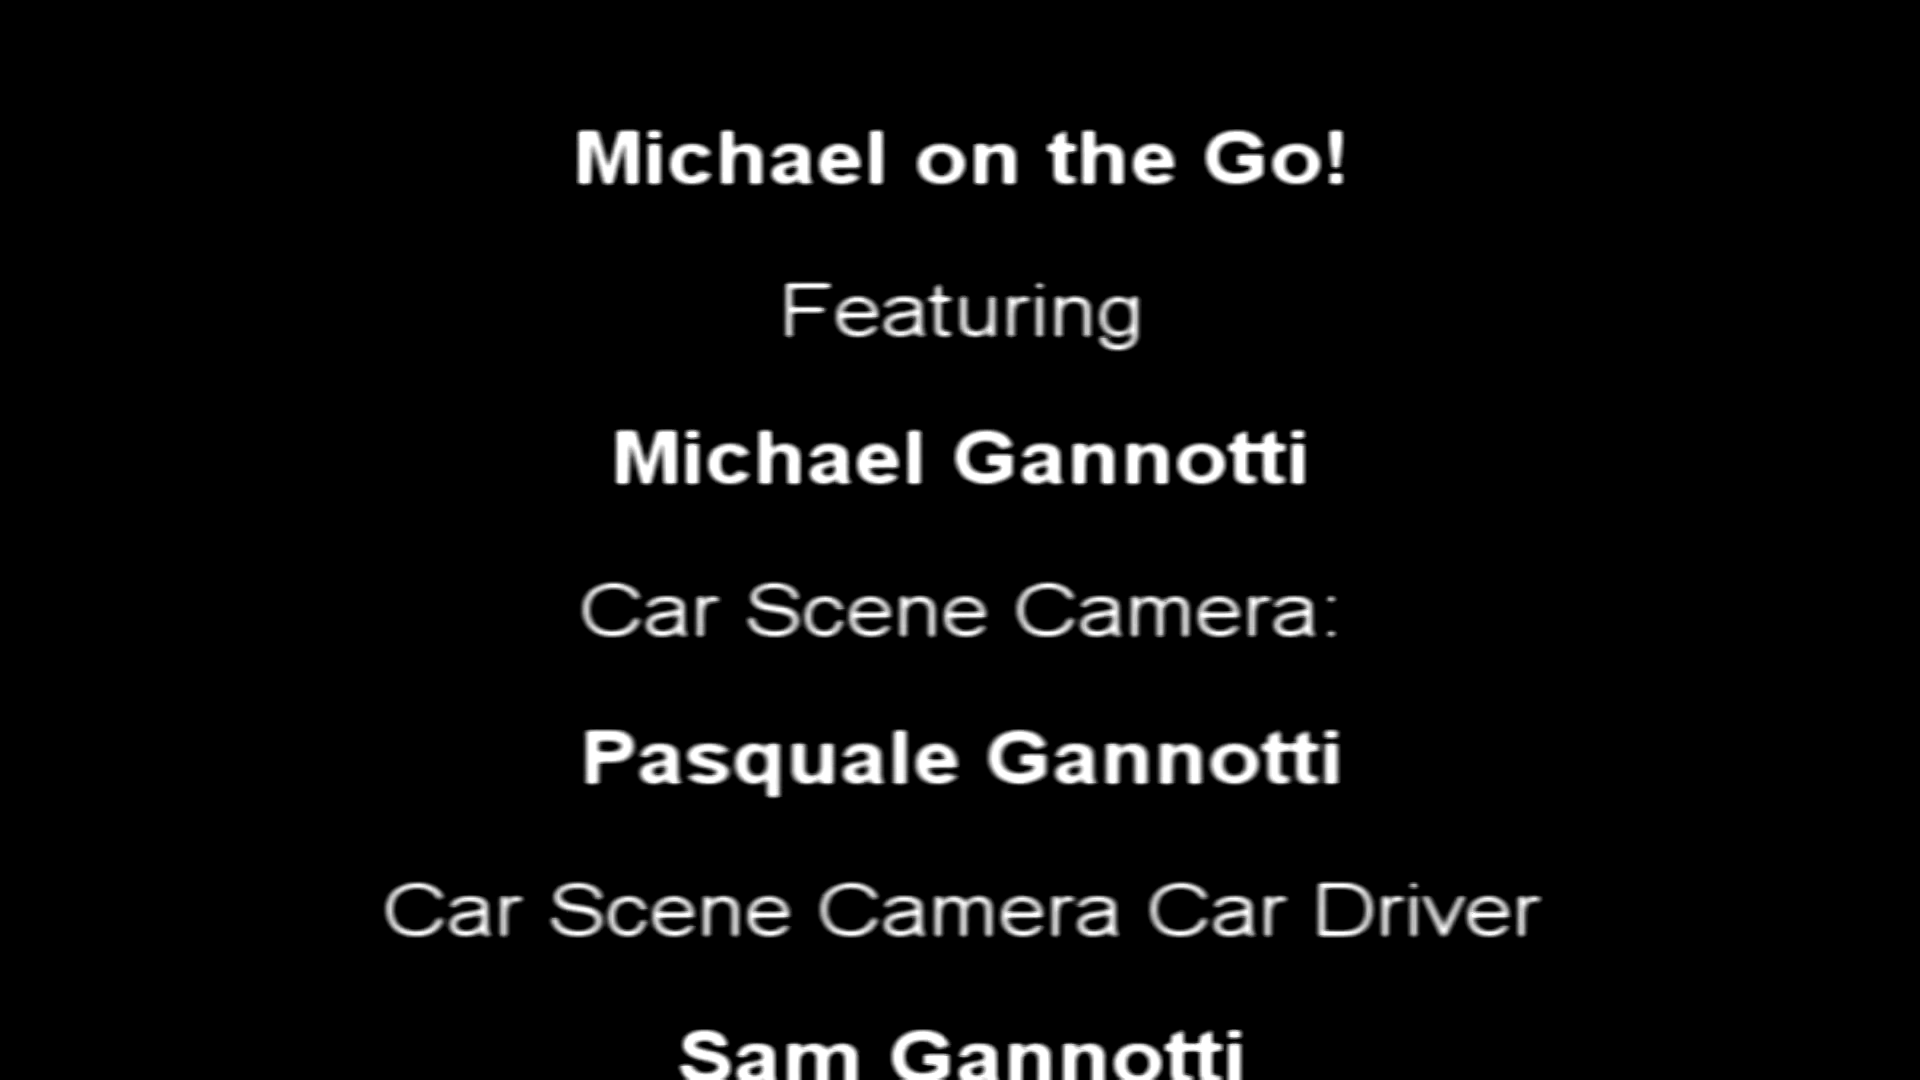 Michael on the Go!
Featuring
Michael Gannotti
Car Scene Camera:
Pasquale Gannotti
Car Scene Camera Car Driver
Sam Gannotti